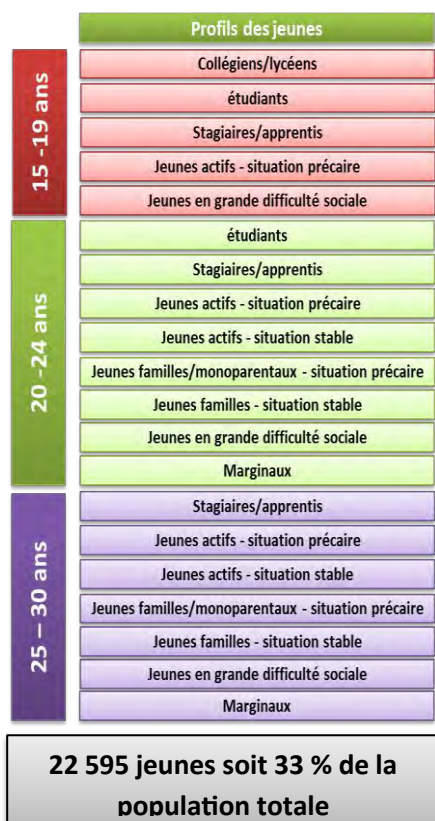 Profils des jeunes
15 -19 ans
Collégiens/lycéens
étudiants
Stagiaires/apprentis
Jeunes actifs - situation précaire
Jeunes en grande difficulté sociale
20 -24 ans
étudiants
Stagiaires/apprentis
Jeunes actifs - situation précaire
Jeunes actifs - situation stable
Jeunes familles/monoparentaux - situation précaire
Jeunes familles - situation stable
Jeunes en grande difficulté sociale
Marginaux
25 – 30 ans
Stagiaires/apprentis
Jeunes actifs - situation précaire
Jeunes actifs - situation stable
Jeunes familles/monoparentaux - situation précaire
Jeunes familles - situation stable
Jeunes en grande difficulté sociale
Marginaux
22 595 jeunes soit 33 % de la
population totale